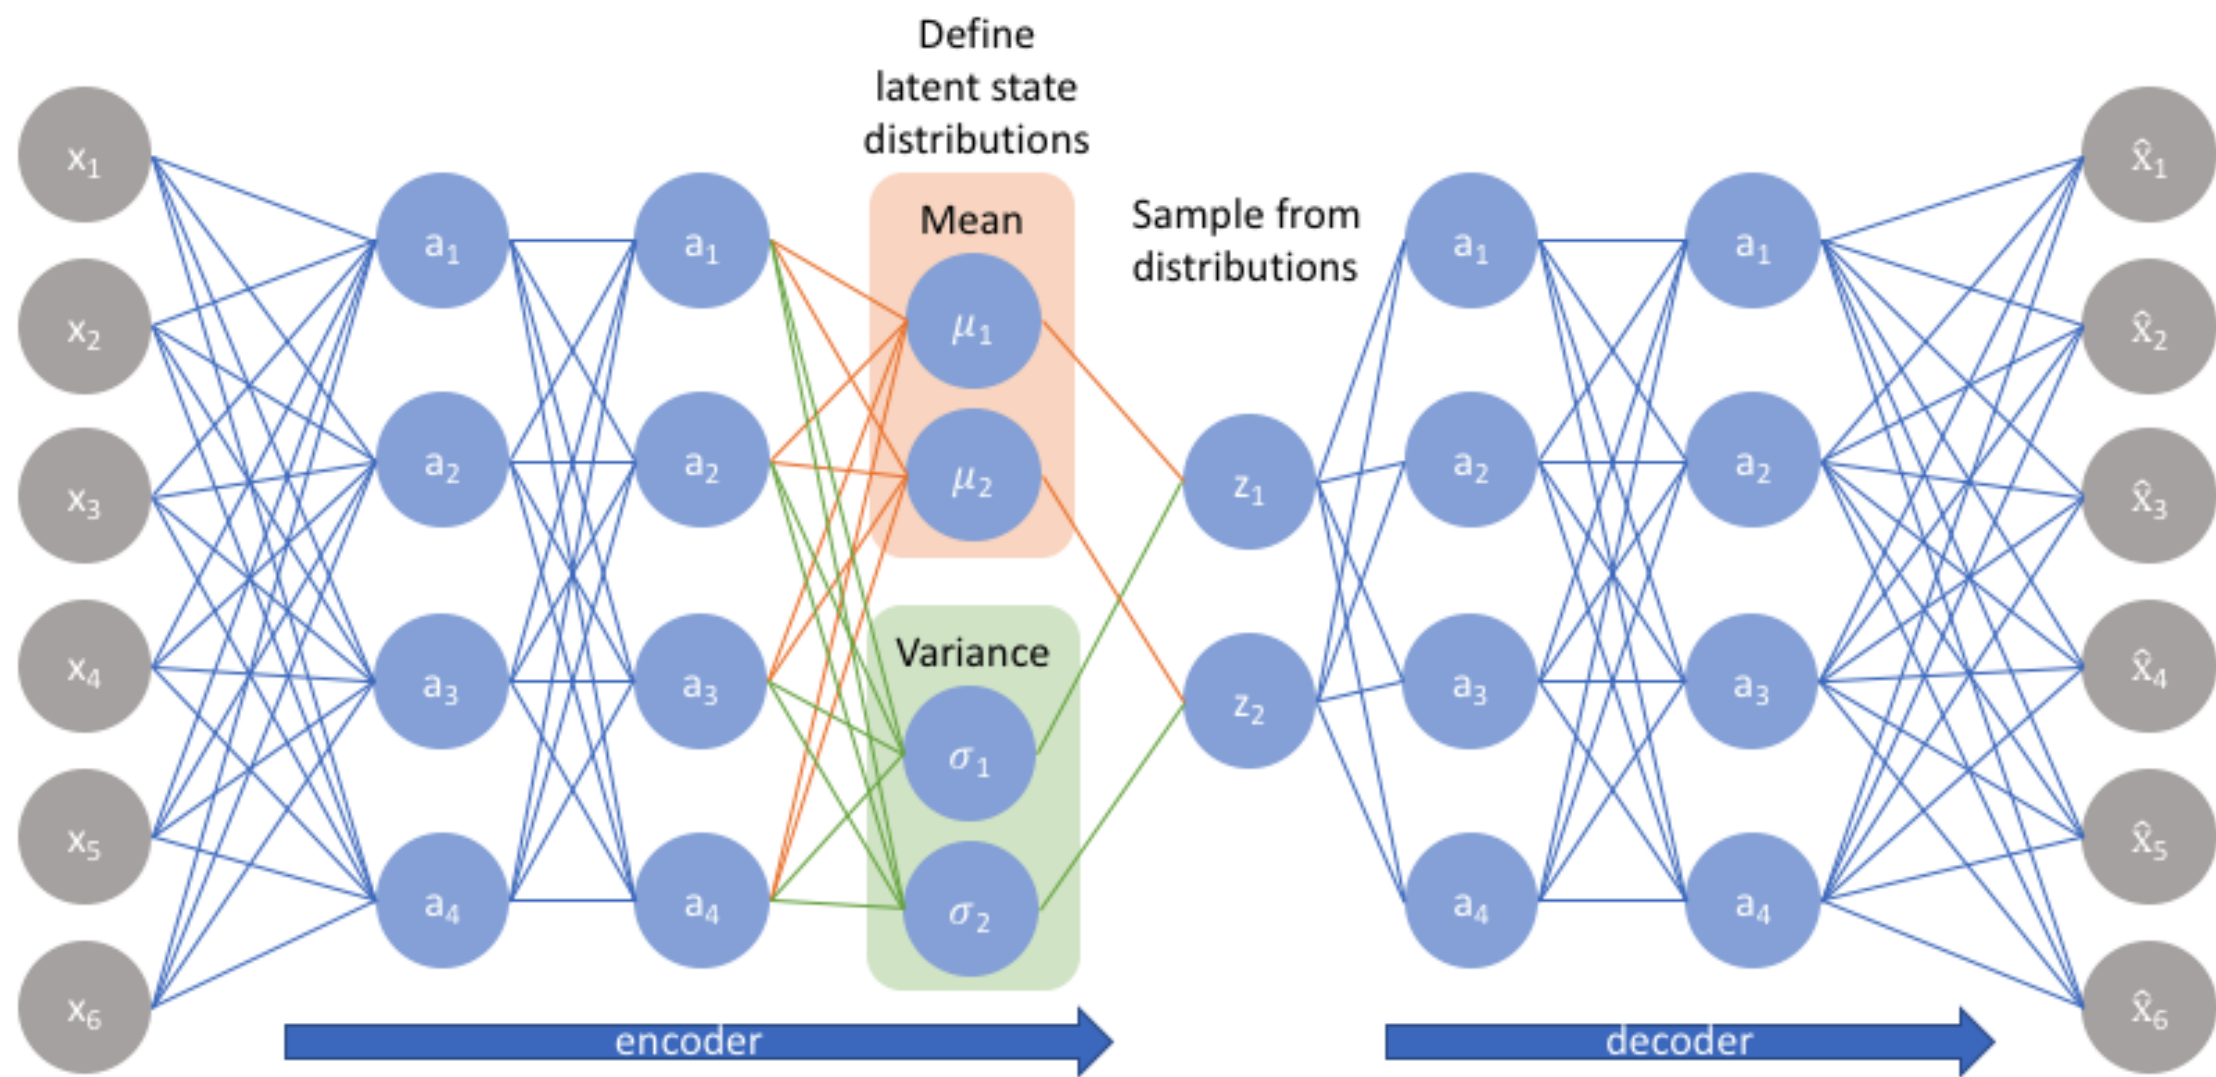 Define
latent state
distributions
Mean
Sample from
distributions
Variance
x₁
x₂
x₃
x₄
x₅
x₆
a₁
a₂
a₃
a₄
a₁
a₂
a₃
a₄
μ₁
μ₂
σ₁
σ₂
z₁
z₂
a₁
a₂
a₃
a₄
a₁
a₂
a₃
a₄
x̂₁
x̂₂
x̂₃
x̂₄
x̂₅
x̂₆
encoder
decoder